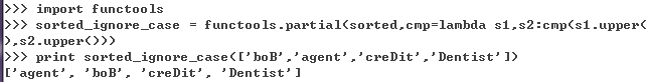 >>> import functools
>>> sorted_ignore_case = functools.partial(sorted,cmp=lambda s1,s2:cmp(s1.upper(
),s2.upper()))
>>> print sorted_ignore_case(['boB','agent','creDit','Dentist'])
['agent', 'boB', 'creDit', 'Dentist']